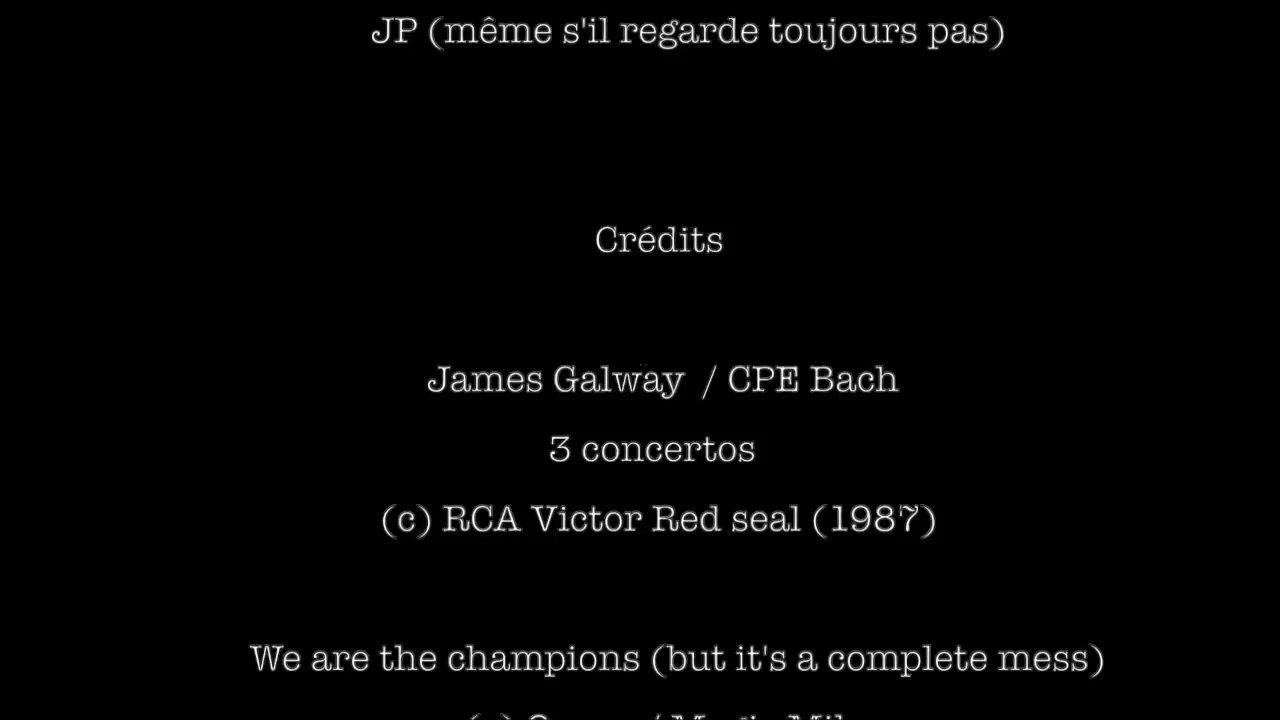 JP (même s'il regarde toujours pas)
Crédits
James Galway / CPE Bach
3 concertos
(c) RCA Victor Red seal (1987)
We are the champions (but it's a complete mess)